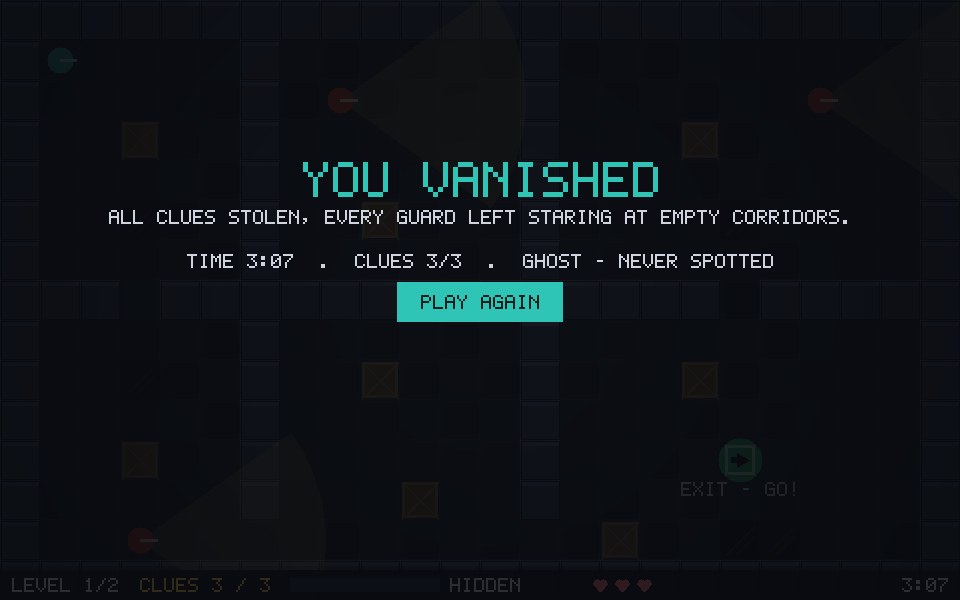 YOU VANISHED
ALL CLUES STOLEN, EVERY GUARD LEFT STARING AT EMPTY CORRIDORS.
TIME 3:07 . CLUES 3/3 . GHOST - NEVER SPOTTED
PLAY AGAIN
EXIT - GO!
LEVEL 1/2 CLUES 3 / 3 HIDDEN 3:07